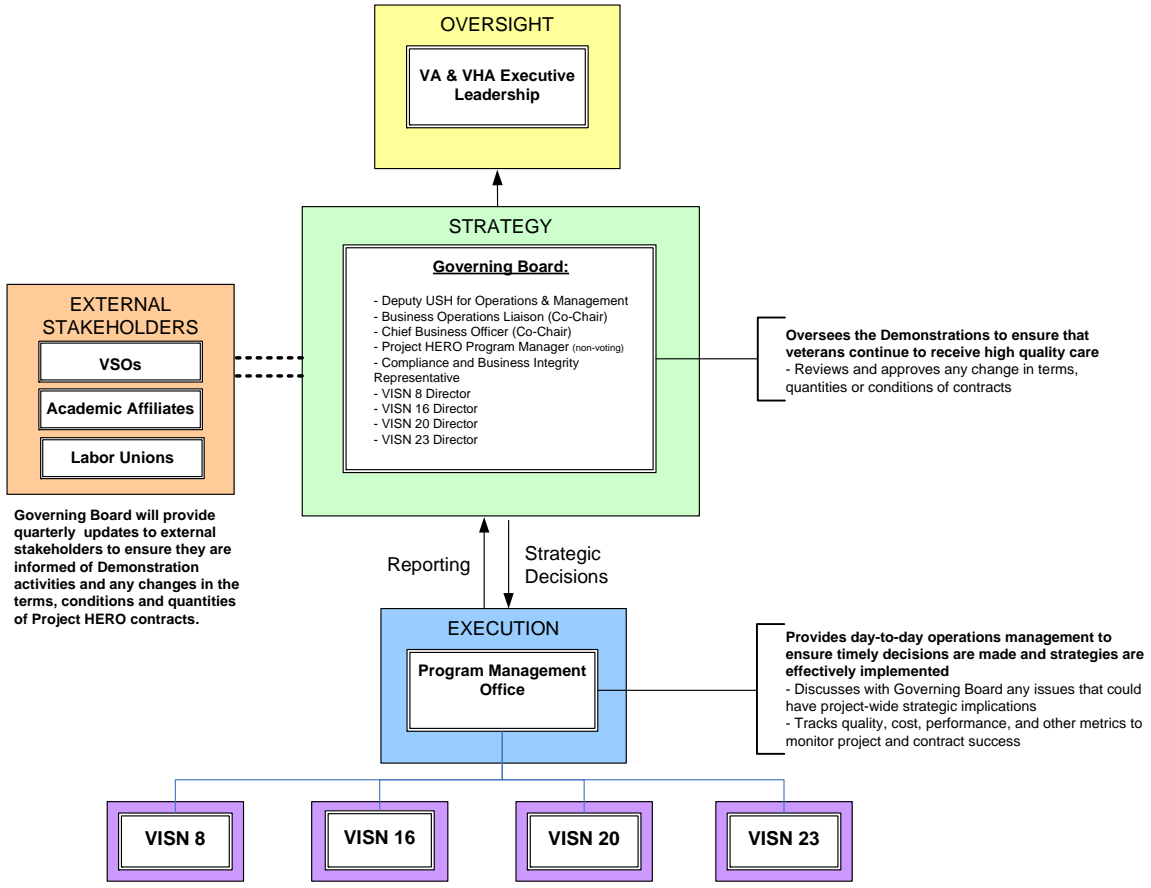 OVERSIGHT
VA & VHA Executive
Leadership
STRATEGY
Governing Board:
- Deputy USH for Operations & Management
- Business Operations Liaison (Co-Chair)
- Chief Business Officer (Co-Chair)
- Project HERO Program Manager (non-voting)
- Compliance and Business Integrity
Representative
- VISN 8 Director
- VISN 16 Director
- VISN 20 Director
- VISN 23 Director
EXTERNAL
STAKEHOLDERS
VSOs
Academic Affiliates
Labor Unions
Governing Board will provide
quarterly updates to external
stakeholders to ensure they are
informed of Demonstration
activities and any changes in the
terms, conditions and quantities
of Project HERO contracts.
Oversees the Demonstrations to ensure that
veterans continue to receive high quality care
- Reviews and approves any change in terms,
quantities or conditions of contracts
Reporting
Strategic
Decisions
EXECUTION
Program Management
Office
Provides day-to-day operations management to
ensure timely decisions are made and strategies are
effectively implemented
- Discusses with Governing Board any issues that could
have project-wide strategic implications
- Tracks quality, cost, performance, and other metrics to
monitor project and contract success
VISN 8
VISN 16
VISN 20
VISN 23